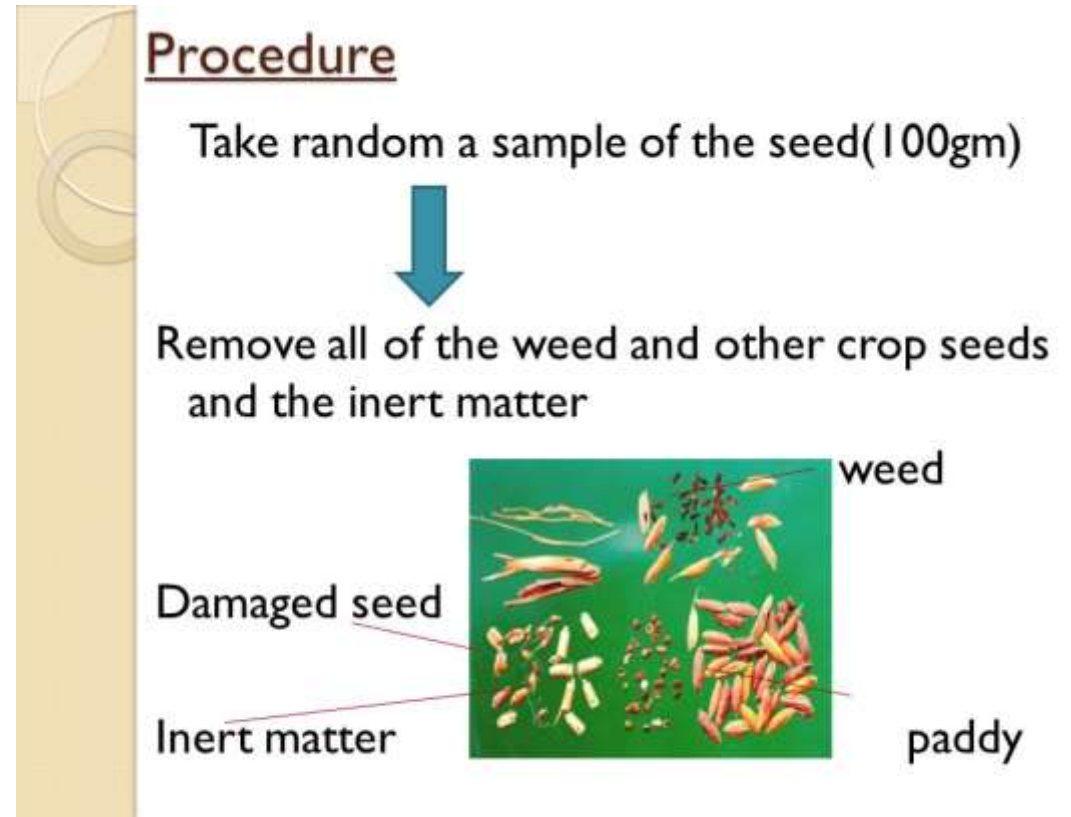 Procedure
Take random a sample of the seed(100gm)
Remove all of the weed and other crop seeds
and the inert matter
weed
Damaged seed
Inert matter
paddy